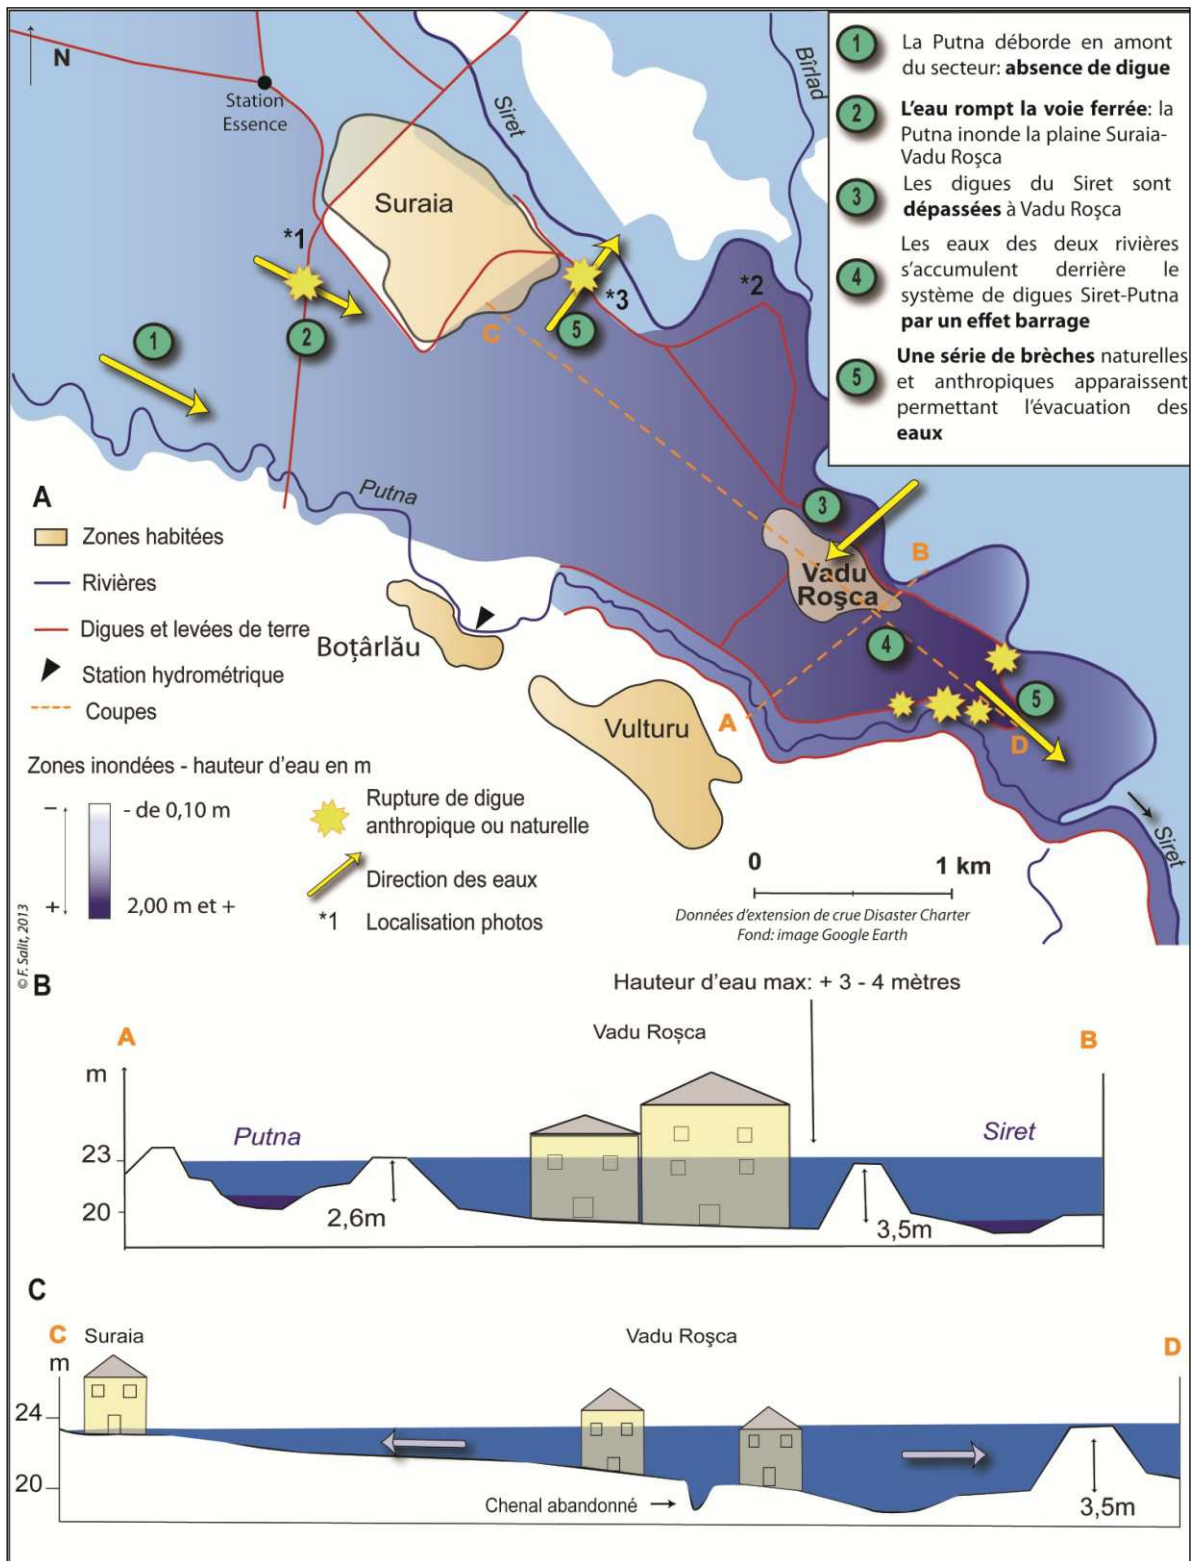 N
Station
Essence
Siret
Bîrlad
Suraia
*1
*2
*3
C
1
2
5
1 La Putna déborde en amont
du secteur: absence de digue
2 L'eau rompt la voie ferrée: la
Putna inonde la plaine Suraia-
Vadu Roşca
3 Les digues du Siret sont
dépassées à Vadu Roşca
4 Les eaux des deux rivières
s'accumulent derrière le
système de digues Siret-Putna
par un effet barrage
5 Une série de brèches naturelles
et anthropiques apparaissent
permettant l'évacuation des
eaux
Putna
3
B
Vadu
Roşca
4
5
A
D
Boţârlău
Vulturu
Siret
A
Zones habitées
Rivières
Digues et levées de terre
Station hydrométrique
Coupes
Zones inondées - hauteur d'eau en m
- de 0,10 m
2,00 m et +
–
+
Rupture de digue
anthropique ou naturelle
Direction des eaux
*1 Localisation photos
0 1 km
Données d'extension de crue Disaster Charter
Fond: image Google Earth
© F. Salit, 2013
B
Hauteur d'eau max: + 3 - 4 mètres
Vadu Roşca
A
B
m
Putna
Siret
23
20
2,6m
3,5m
C
C Suraia
Vadu Roşca
D
m
24
20
Chenal abandonné
3,5m